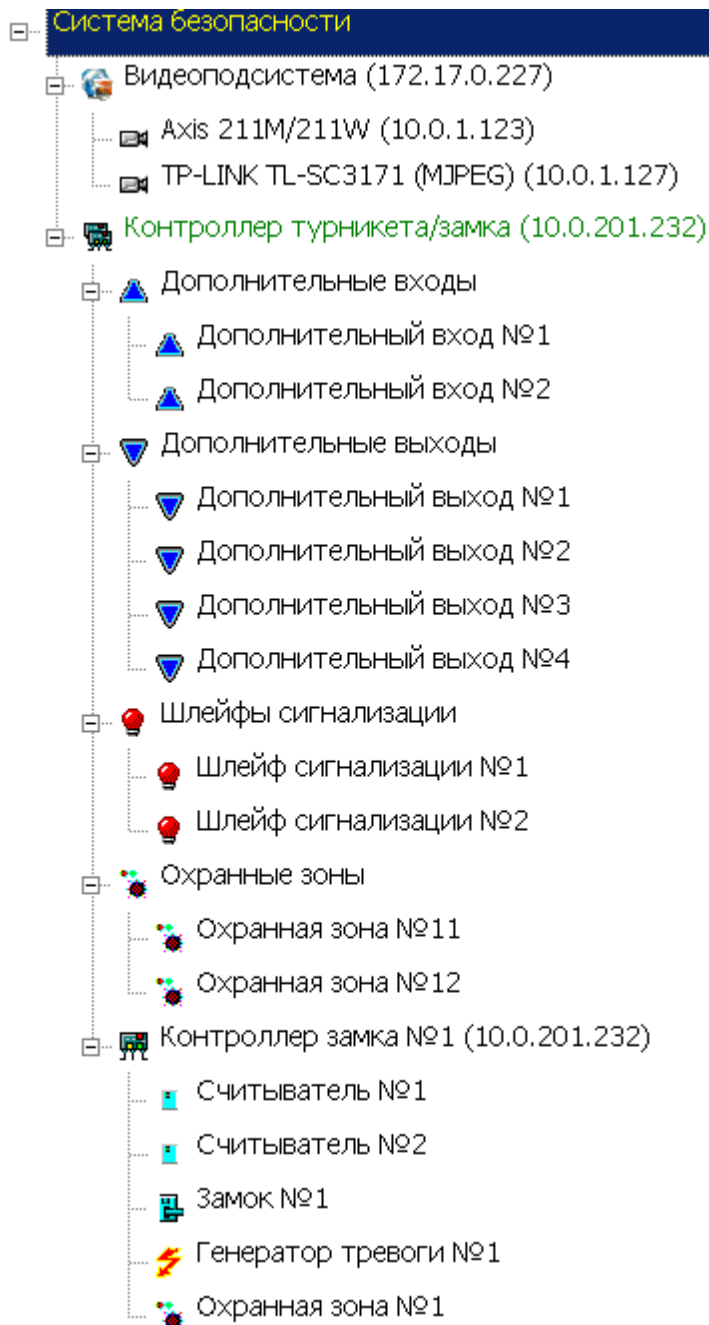 Система безопасности
Видеоподсистема (172.17.0.227)
Axis 211M/211W (10.0.1.123)
TP-LINK TL-SC3171 (MJPEG) (10.0.1.127)
Контроллер турникета/замка (10.0.201.232)
Дополнительные входы
Дополнительный вход №1
Дополнительный вход №2
Дополнительные выходы
Дополнительный выход №1
Дополнительный выход №2
Дополнительный выход №3
Дополнительный выход №4
Шлейфы сигнализации
Шлейф сигнализации №1
Шлейф сигнализации №2
Охранные зоны
Охранная зона №11
Охранная зона №12
Контроллер замка №1 (10.0.201.232)
Считыватель №1
Считыватель №2
Замок №1
Генератор тревоги №1
Охранная зона №1